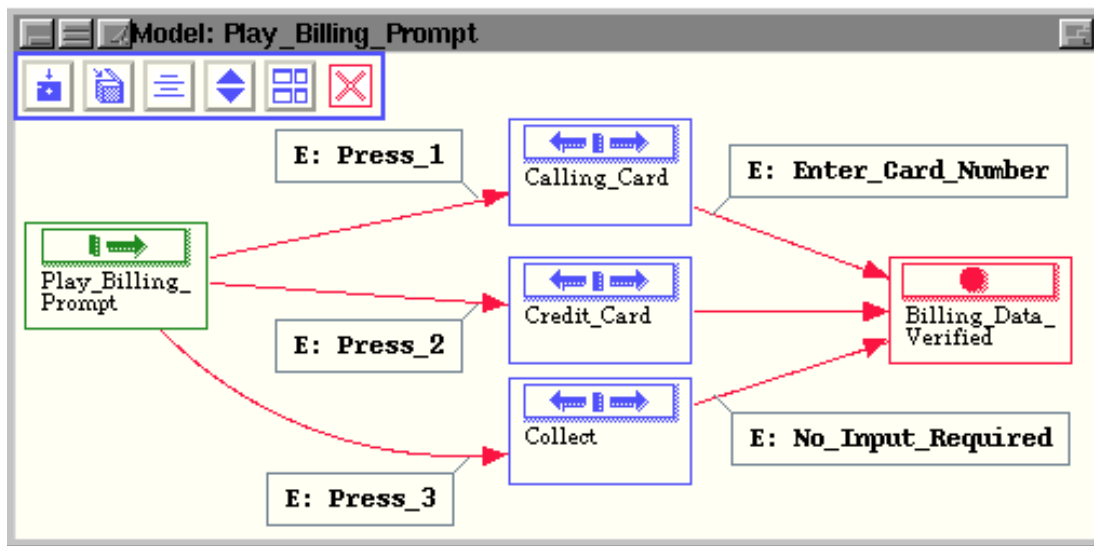 Model: Play_Billing_Prompt
E: Press_1
Calling_Card
E: Enter_Card_Number
Play_Billing_
Prompt
Credit_Card
Billing_Data_
Verified
E: Press_2
Collect
E: No_Input_Required
E: Press_3